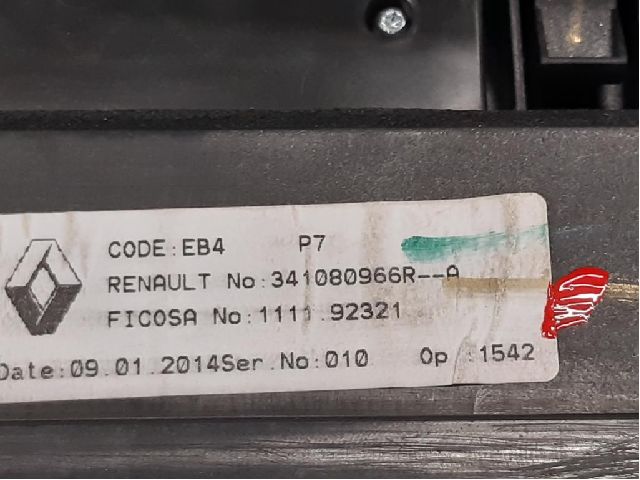 CODE:EB4 P7
RENAULT No:341080966R--A
FICOSA No:1111.92321
Date:09.01.2014Ser.No:010 Op :1542